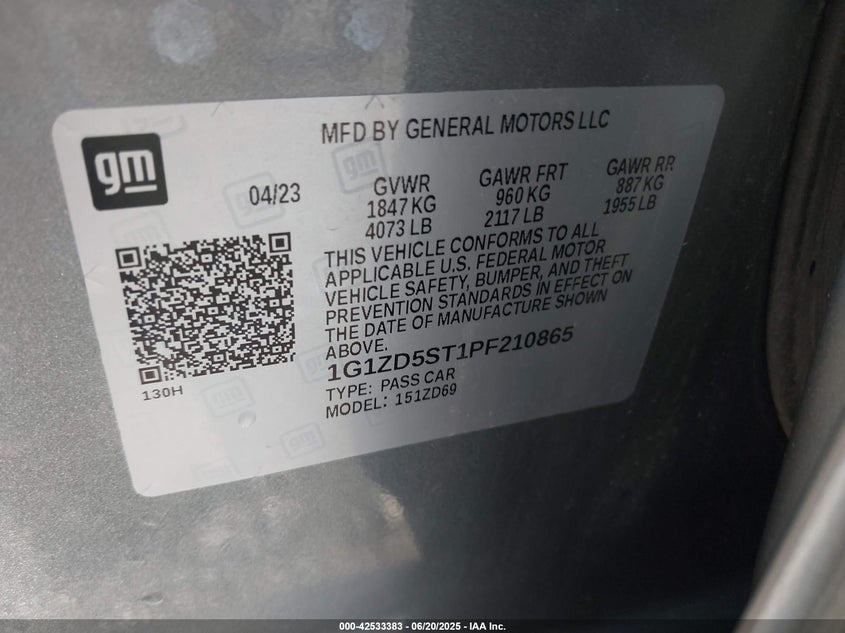 gm
MFD BY GENERAL MOTORS LLC
04/23
GVWR
1847 KG
4073 LB
GAWR FRT
960 KG
2117 LB
GAWR RR
887 KG
1955 LB
THIS VEHICLE CONFORMS TO ALL
APPLICABLE U.S. FEDERAL MOTOR
VEHICLE SAFETY, BUMPER, AND THEFT
PREVENTION STANDARDS IN EFFECT ON
THE DATE OF MANUFACTURE SHOWN
ABOVE.
1G1ZD5ST1PF210865
TYPE: PASS CAR
MODEL: 151ZD69
130H
000-42533383 - 06/20/2025 - IAA Inc.